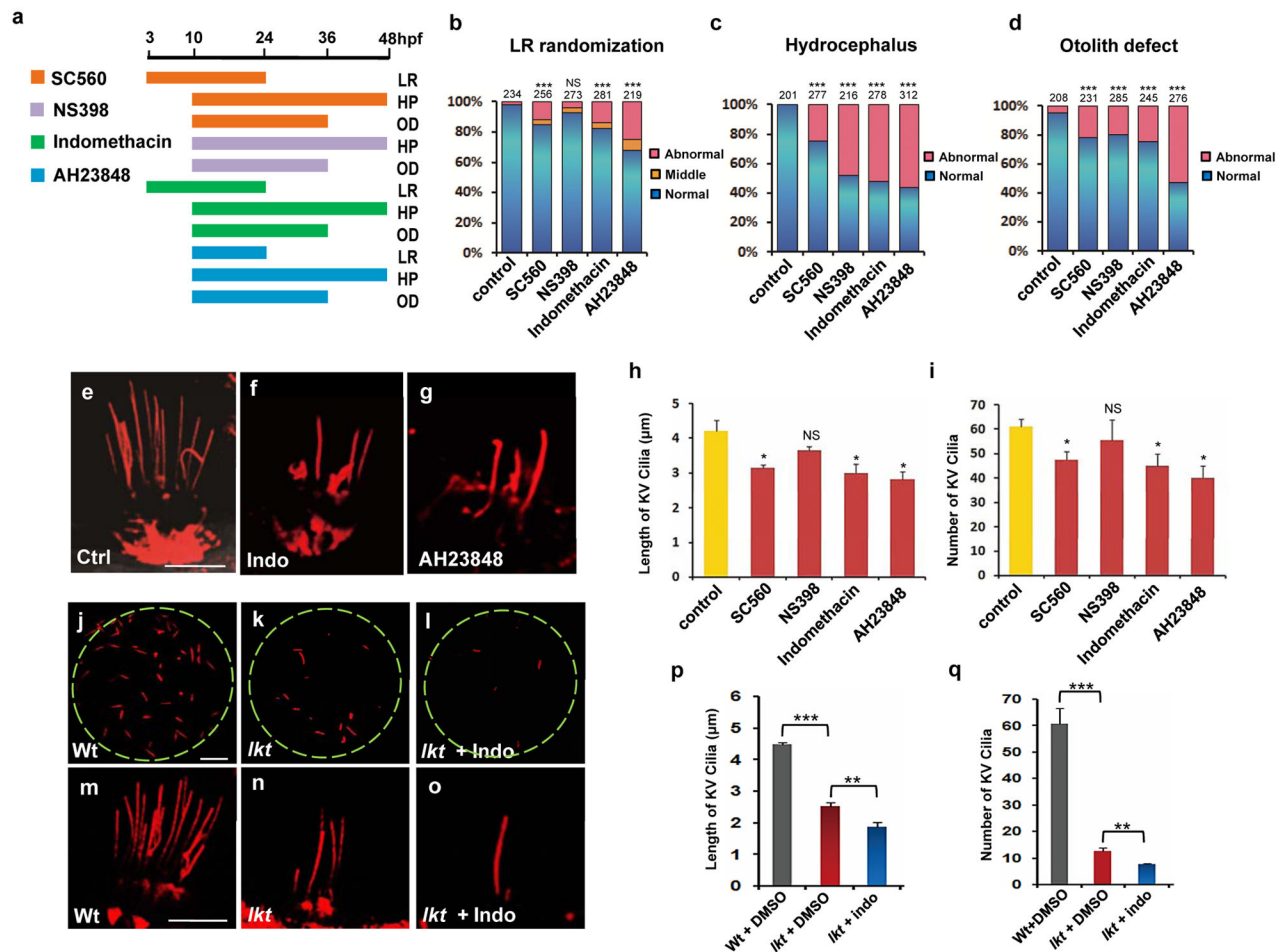 a
3 10 24 36 48hpf
SC560
NS398
Indomethacin
AH23848
LR
HP
OD
HP
OD
LR
HP
OD
LR
HP
OD
b
LR randomization
*** NS *** ***
234 256 273 281 219
100%
80%
60%
40%
20%
0%
control
SC560
NS398
Indomethacin
AH23848
Abnormal
Middle
Normal
c
Hydrocephalus
*** *** *** ***
201 277 216 278 312
100%
80%
60%
40%
20%
0%
control
SC560
NS398
Indomethacin
AH23848
Abnormal
Normal
d
Otolith defect
*** *** *** ***
208 231 285 245 276
100%
80%
60%
40%
20%
0%
control
SC560
NS398
Indomethacin
AH23848
Abnormal
Normal
e
Ctrl
f
Indo
g
AH23848
h
Length of KV Cilia (µm)
5
4
3
2
1
0
* NS * *
control
SC560
NS398
Indomethacin
AH23848
i
Number of KV Cilia
70
60
50
40
30
20
10
0
* NS * *
control
SC560
NS398
Indomethacin
AH23848
j
Wt
k
lkt
l
lkt + Indo
m
Wt
n
lkt
o
lkt + Indo
p
Length of KV Cilia (µm)
6
5
4
3
2
1
0
***
**
Wt + DMSO
lkt + DMSO
lkt + indo
q
Number of KV Cilia
70
60
50
40
30
20
10
0
***
**
Wt+DMSO
lkt + DMSO
lkt + indo